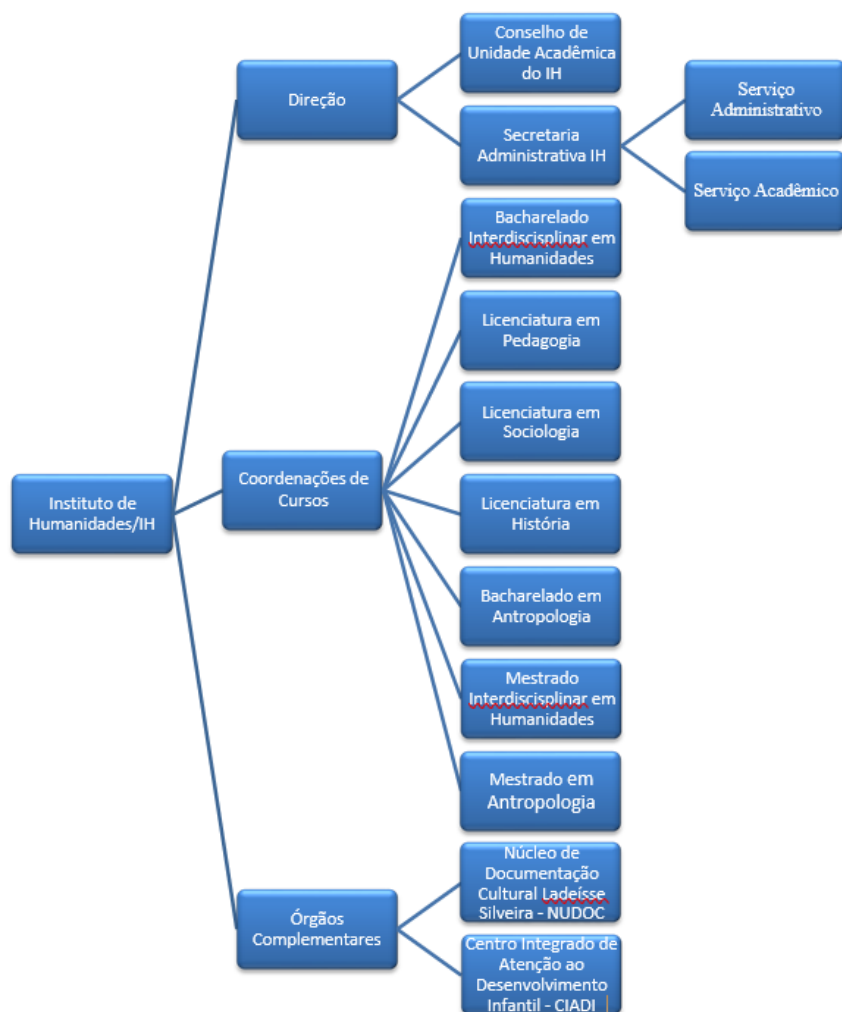 Conselho de
Unidade Acadêmica
do IH
Direção
Serviço
Administrativo
Secretaria
Administrativa IH
Serviço Acadêmico
Bacharelado
Interdiscisplinar em
Humanidades
Licenciatura em
Pedagogia
Licenciatura em
Sociologia
Coordenações de
Cursos
Instituto de
Humanidades/IH
Licenciatura em
História
Bacharelado em
Antropologia
Mestrado
Interdiscisplinar em
Humanidades
Mestrado em
Antropologia
Órgãos
Complementares
Núcleo de
Documentação
Cultural Ladeísse
Silveira - NUDOC
Centro Integrado de
Atenção ao
Desenvolvimento
Infantil - CIADI